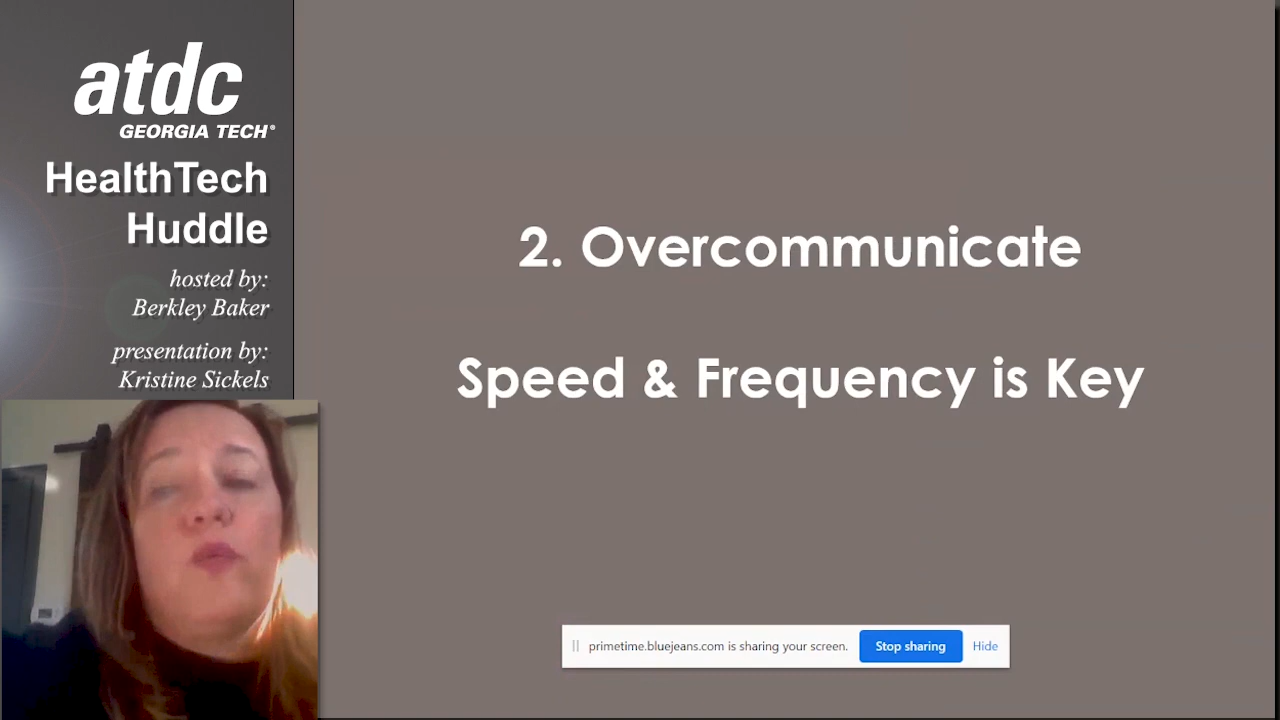 atdc
GEORGIA TECH®
HealthTech
Huddle
hosted by:
Berkley Baker
presentation by:
Kristine Sickels
2. Overcommunicate
Speed & Frequency is Key
primetime.bluejeans.com is sharing your screen.
Stop sharing
Hide